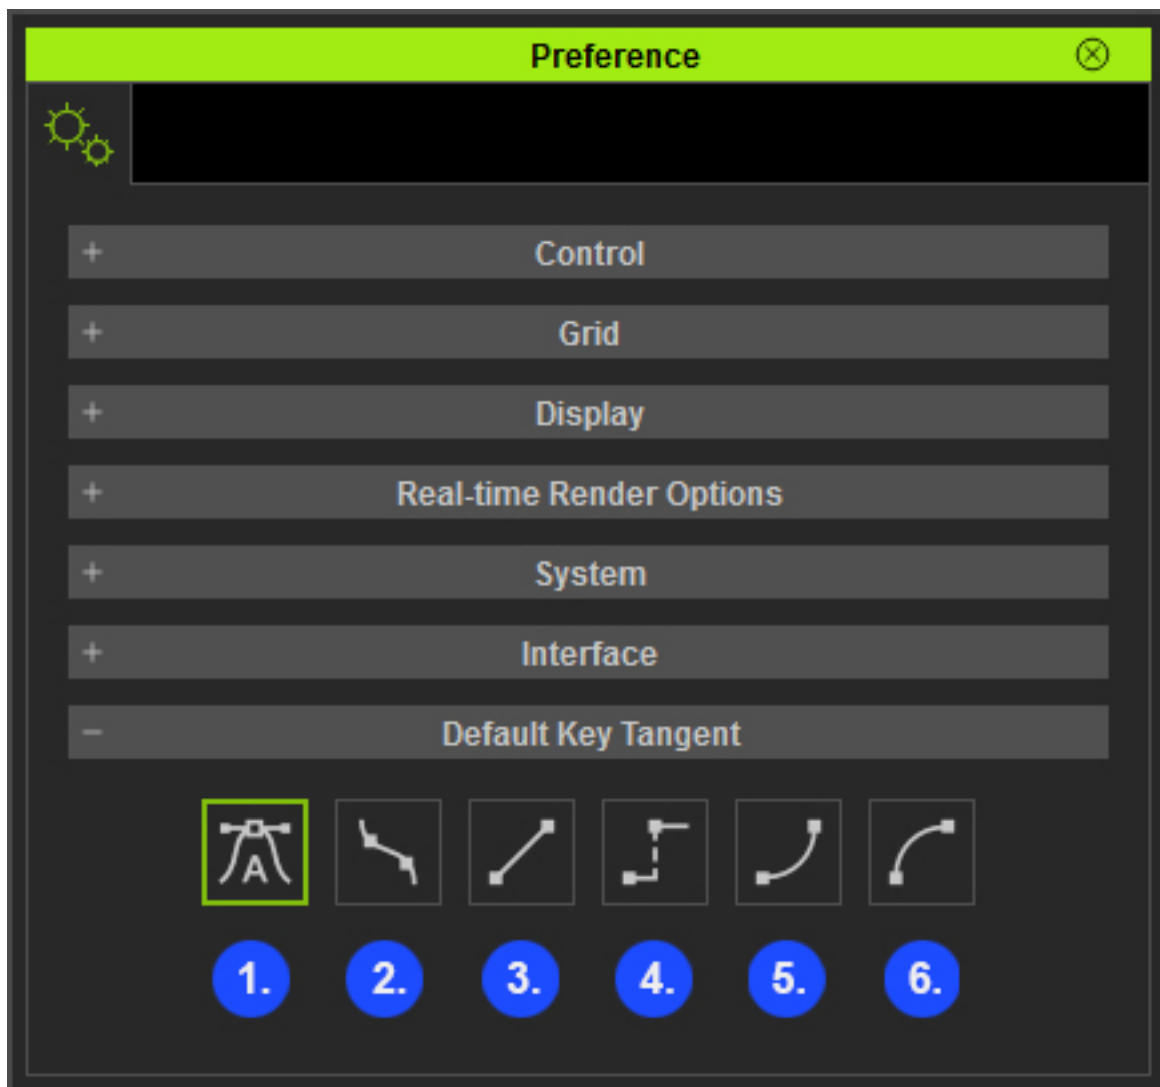 Preference
+ Control
+ Grid
+ Display
+ Real-time Render Options
+ System
+ Interface
− Default Key Tangent
A
1. 2. 3. 4. 5. 6.